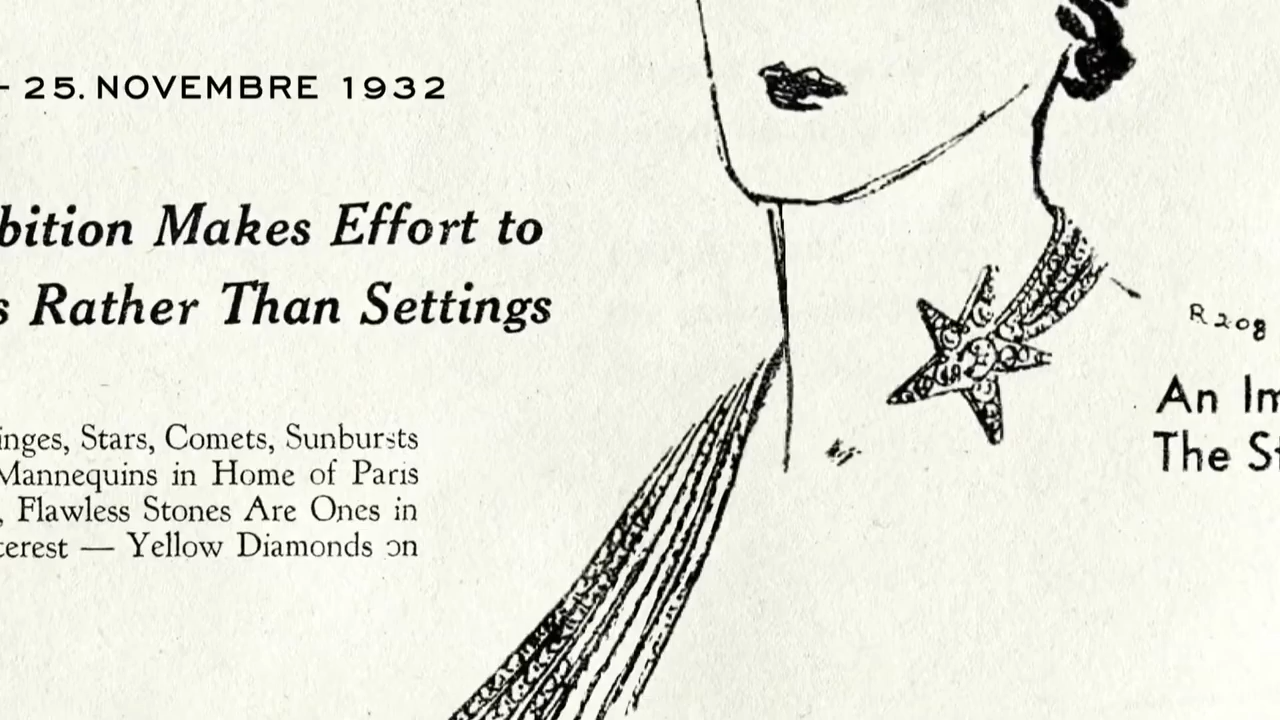 - 25. NOVEMBRE 1932
bition Makes Effort to
s Rather Than Settings
inges, Stars, Comets, Sunbursts
Mannequins in Home of Paris
, Flawless Stones Are Ones in
terest — Yellow Diamonds on
R 208
An Im
The St